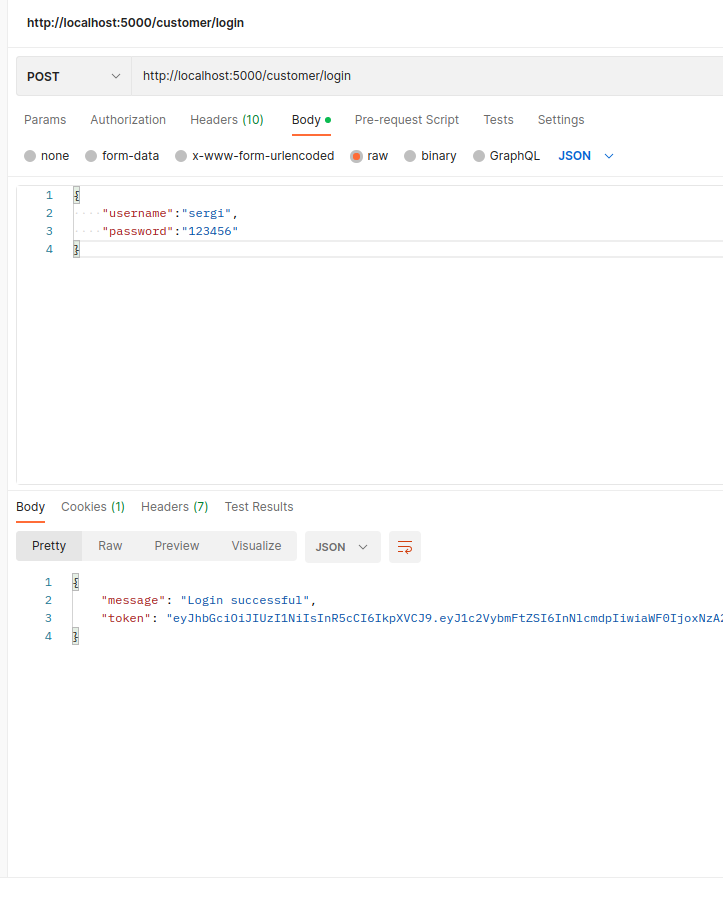 http://localhost:5000/customer/login
POST http://localhost:5000/customer/login
Params Authorization Headers (10) Body Pre-request Script Tests Settings
none form-data x-www-form-urlencoded raw binary GraphQL JSON
1 {
2 "username":"sergi",
3 "password":"123456"
4 }
Body Cookies (1) Headers (7) Test Results
Pretty Raw Preview Visualize JSON
1 {
2 "message": "Login successful",
3 "token": "eyJhbGciOiJIUzI1NiIsInR5cCI6IkpXVCJ9.eyJ1c2VybmFtZSI6InNlcmdpIiwiaWF0IjoxNzA2
4 }